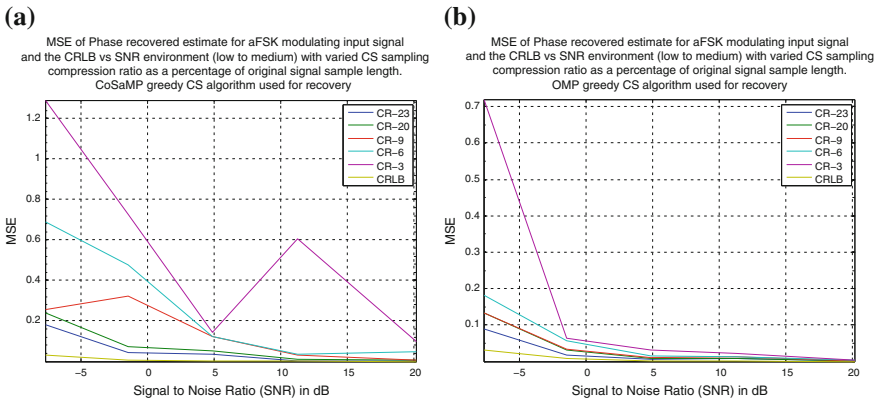 (a)
MSE of Phase recovered estimate for aFSK modulating input signal
and the CRLB vs SNR environment (low to medium) with varied CS sampling
compression ratio as a percentage of original signal sample length.
CoSaMP greedy CS algorithm used for recovery
1.2
1
0.8
0.6
0.4
0.2
MSE
CR-23
CR-20
CR-9
CR-6
CR-3
CRLB
−5
0
5
10
15
20
Signal to Noise Ratio (SNR) in dB
(b)
MSE of Phase recovered estimate for aFSK modulating input signal
and the CRLB vs SNR environment (low to medium) with varied CS sampling
compression ratio as a percentage of original signal sample length.
OMP greedy CS algorithm used for recovery
0.7
0.6
0.5
0.4
0.3
0.2
0.1
MSE
CR-23
CR-20
CR-9
CR-6
CR-3
CRLB
−5
0
5
10
15
20
Signal to Noise Ratio (SNR) in dB